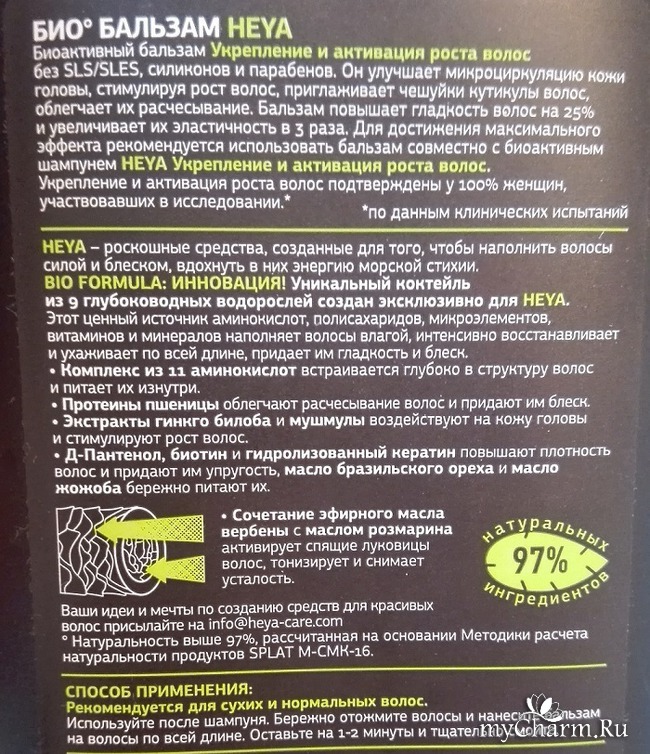 БИО° БАЛЬЗАМ HEYA
Биоактивный бальзам Укрепление и активация роста волос
без SLS/SLES, силиконов и парабенов. Он улучшает микроциркуляцию кожи
головы, стимулируя рост волос, приглаживает чешуйки кутикулы волос,
облегчает их расчесывание. Бальзам повышает гладкость волос на 25%
и увеличивает их эластичность в 3 раза. Для достижения максимального
эффекта рекомендуется использовать бальзам совместно с биоактивным
шампунем HEYA Укрепление и активация роста волос.
Укрепление и активация роста волос подтверждены у 100% женщин,
участвовавших в исследовании.*
*по данным клинических испытаний
HEYA – роскошные средства, созданные для того, чтобы наполнить волосы
силой и блеском, вдохнуть в них энергию морской стихии.
BIO FORMULA: ИННОВАЦИЯ! Уникальный коктейль
из 9 глубоководных водорослей создан эксклюзивно для HEYA.
Этот ценный источник аминокислот, полисахаридов, микроэлементов,
витаминов и минералов наполняет волосы влагой, интенсивно восстанавливает
и ухаживает по всей длине, придает им гладкость и блеск.
• Комплекс из 11 аминокислот встраивается глубоко в структуру волос
и питает их изнутри.
• Протеины пшеницы облегчают расчесывание волос и придают им блеск.
• Экстракты гинкго билоба и мушмулы воздействуют на кожу головы
и стимулируют рост волос.
• Д-Пантенол, биотин и гидролизованный кератин повышают плотность
волос и придают им упругость, масло бразильского ореха и масло
жожоба бережно питают их.
• Сочетание эфирного масла
вербены с маслом розмарина
активирует спящие луковицы
волос, тонизирует и снимает
усталость.
натуральных
97%
ингредиентов
Ваши идеи и мечты по созданию средств для красивых
волос присылайте на info@heya-care.com
° Натуральность выше 97%, рассчитанная на основании Методики расчета
натуральности продуктов SPLAT М-СМК-16.
СПОСОБ ПРИМЕНЕНИЯ:
Рекомендуется для сухих и нормальных волос.
Используйте после шампуня. Бережно отожмите волосы и нанесите бальзам
на волосы по всей длине. Оставьте на 1-2 минуты и тщательно
myCharm.Ru